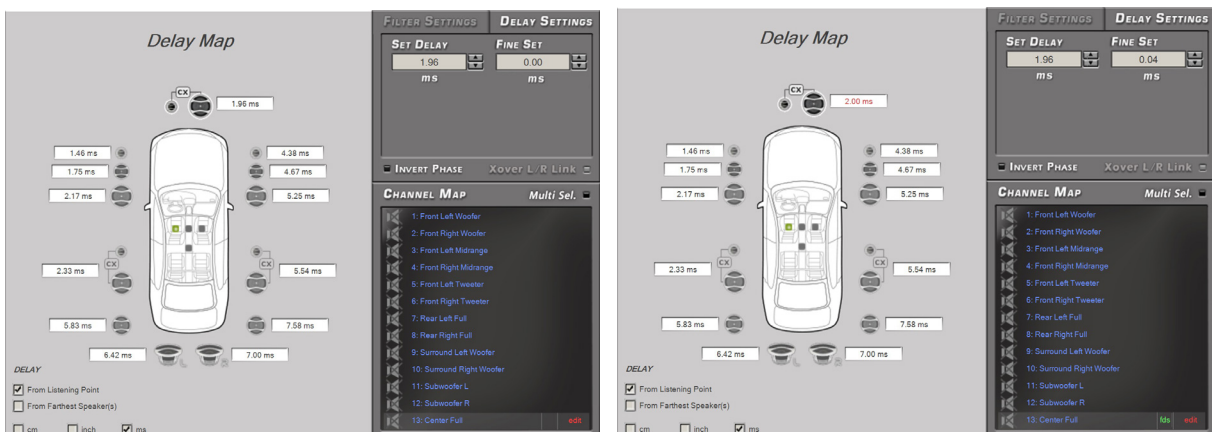 Delay Map
FILTER SETTINGS
DELAY SETTINGS
SET DELAY
FINE SET
1.96
0.00
ms
ms
CX
1.96 ms
1.46 ms
4.38 ms
1.75 ms
4.67 ms
2.17 ms
5.25 ms
INVERT PHASE
Xover L/R Link
CHANNEL MAP
Multi Sel.
CX
CX
2.33 ms
5.54 ms
5.83 ms
7.58 ms
6.42 ms
L
R
7.00 ms
1: Front Left Woofer
2: Front Right Woofer
3: Front Left Midrange
4: Front Right Midrange
5: Front Left Tweeter
6: Front Right Tweeter
7: Rear Left Full
8: Rear Right Full
9: Surround Left Woofer
10: Surround Right Woofer
11: Subwoofer L
12: Subwoofer R
13: Center Full
edit
DELAY
From Listening Point
From Farthest Speaker(s)
cm
inch
ms
Delay Map
FILTER SETTINGS
DELAY SETTINGS
SET DELAY
FINE SET
1.96
0.04
ms
ms
CX
2.00 ms
1.46 ms
4.38 ms
1.75 ms
4.67 ms
2.17 ms
5.25 ms
INVERT PHASE
Xover L/R Link
CHANNEL MAP
Multi Sel.
CX
CX
2.33 ms
5.54 ms
5.83 ms
7.58 ms
6.42 ms
L
R
7.00 ms
1: Front Left Woofer
2: Front Right Woofer
3: Front Left Midrange
4: Front Right Midrange
5: Front Left Tweeter
6: Front Right Tweeter
7: Rear Left Full
8: Rear Right Full
9: Surround Left Woofer
10: Surround Right Woofer
11: Subwoofer L
12: Subwoofer R
13: Center Full
fds
edit
DELAY
From Listening Point
From Farthest Speaker(s)
cm
inch
ms